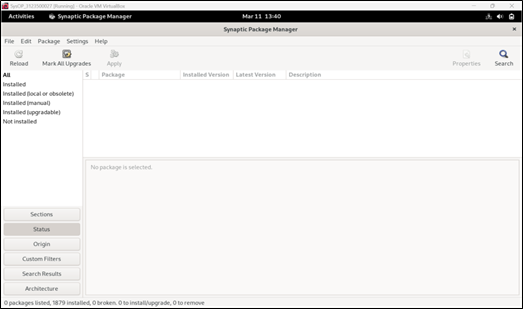 SysOP_1123500027 [Running] - Oracle VM VirtualBox
Activities Synaptic Package Manager Mar 11 13:40
Synaptic Package Manager
File Edit Package Settings Help
Reload Mark All Upgrades Apply Properties Search
All
Installed
Installed (local or obsolete)
Installed (manual)
Installed (upgradable)
Not installed
S Package Installed Version Latest Version Description
No package is selected.
Sections
Status
Origin
Custom Filters
Search Results
Architecture
0 packages listed, 1879 installed, 0 broken. 0 to install/upgrade, 0 to remove